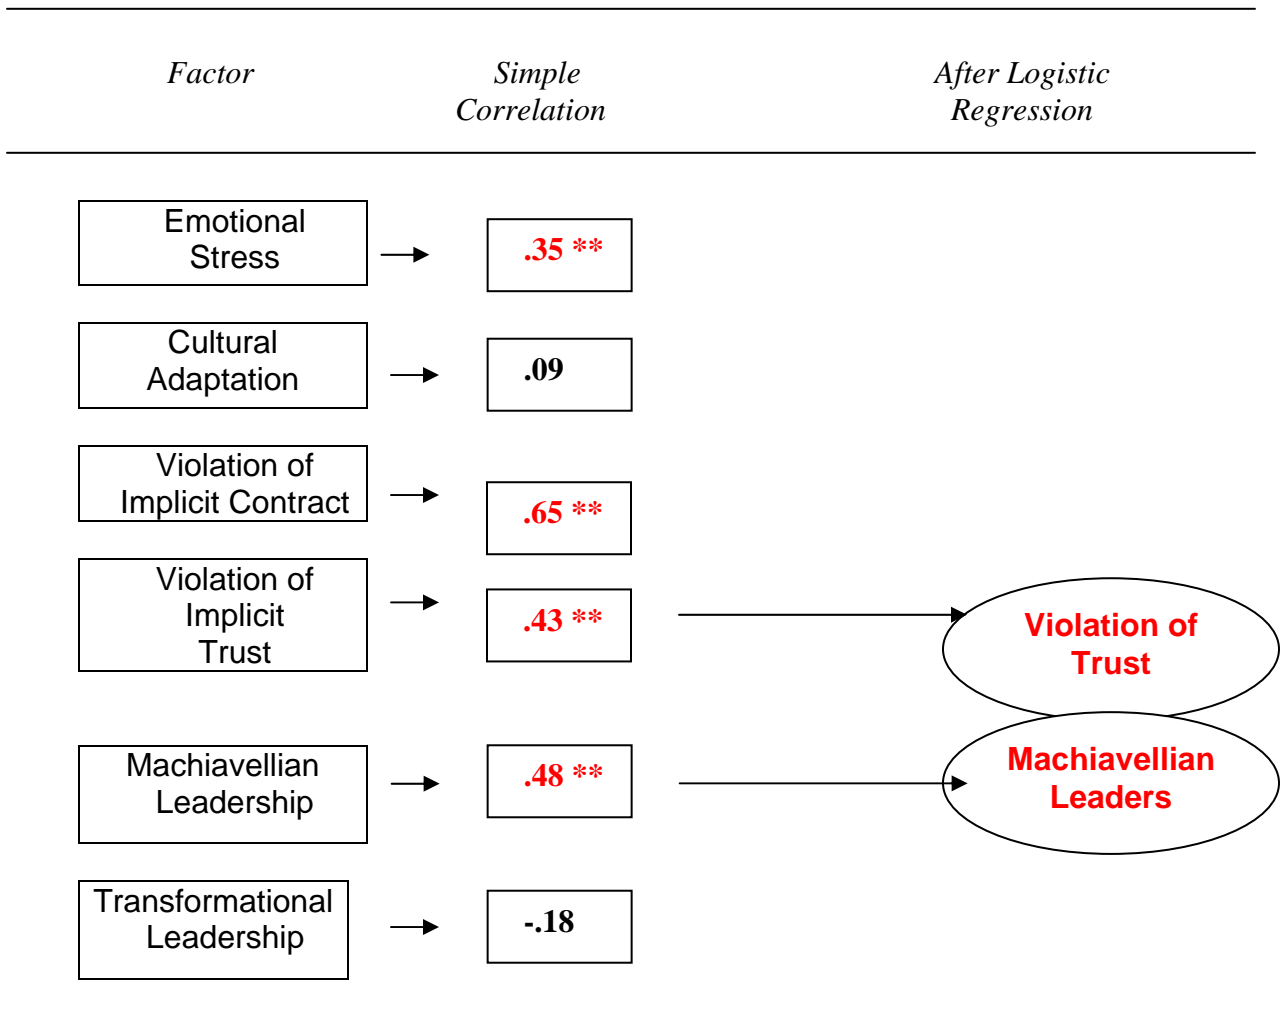 Factor
Simple
Correlation
After Logistic
Regression
Emotional
Stress
.35 **
Cultural
Adaptation
.09
Violation of
Implicit Contract
.65 **
Violation of
Implicit
Trust
.43 **
Violation of
Trust
Machiavellian
Leadership
.48 **
Machiavellian
Leaders
Transformational
Leadership
-.18